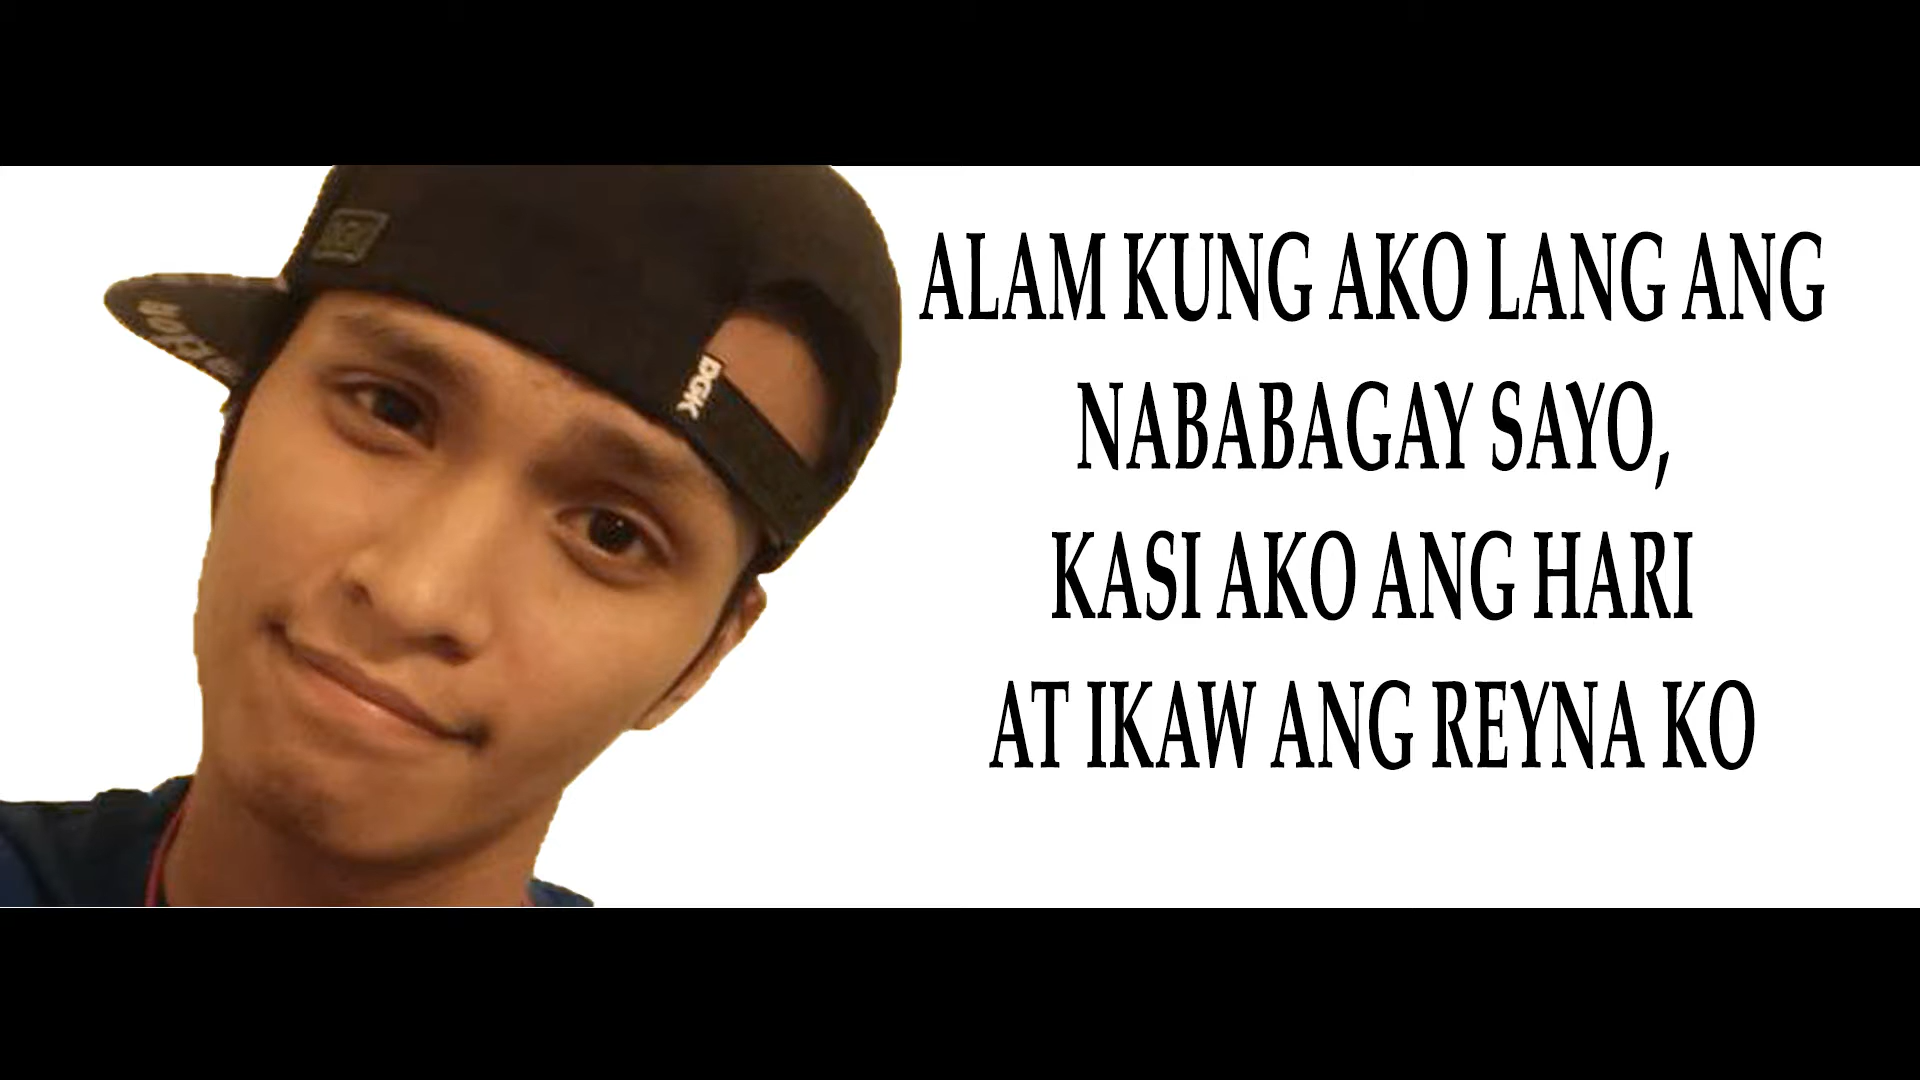 ALAM KUNG AKO LANG ANG
NABABAGAY SAYO,
KASI AKO ANG HARI
AT IKAW ANG REYNA KO
DGK